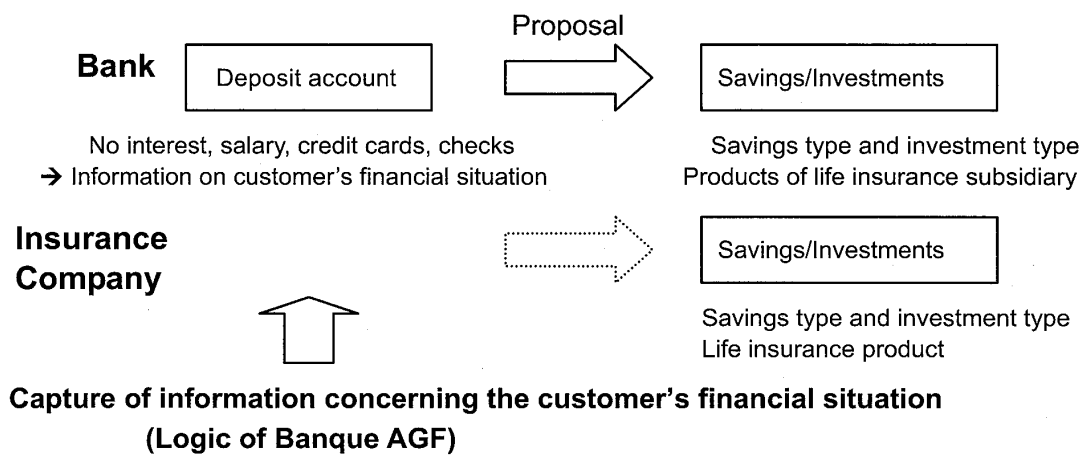 Proposal
Bank
Deposit account
Savings/Investments
No interest, salary, credit cards, checks
→ Information on customer's financial situation
Savings type and investment type
Products of life insurance subsidiary
Insurance
Company
Savings/Investments
Savings type and investment type
Life insurance product
Capture of information concerning the customer's financial situation
(Logic of Banque AGF)